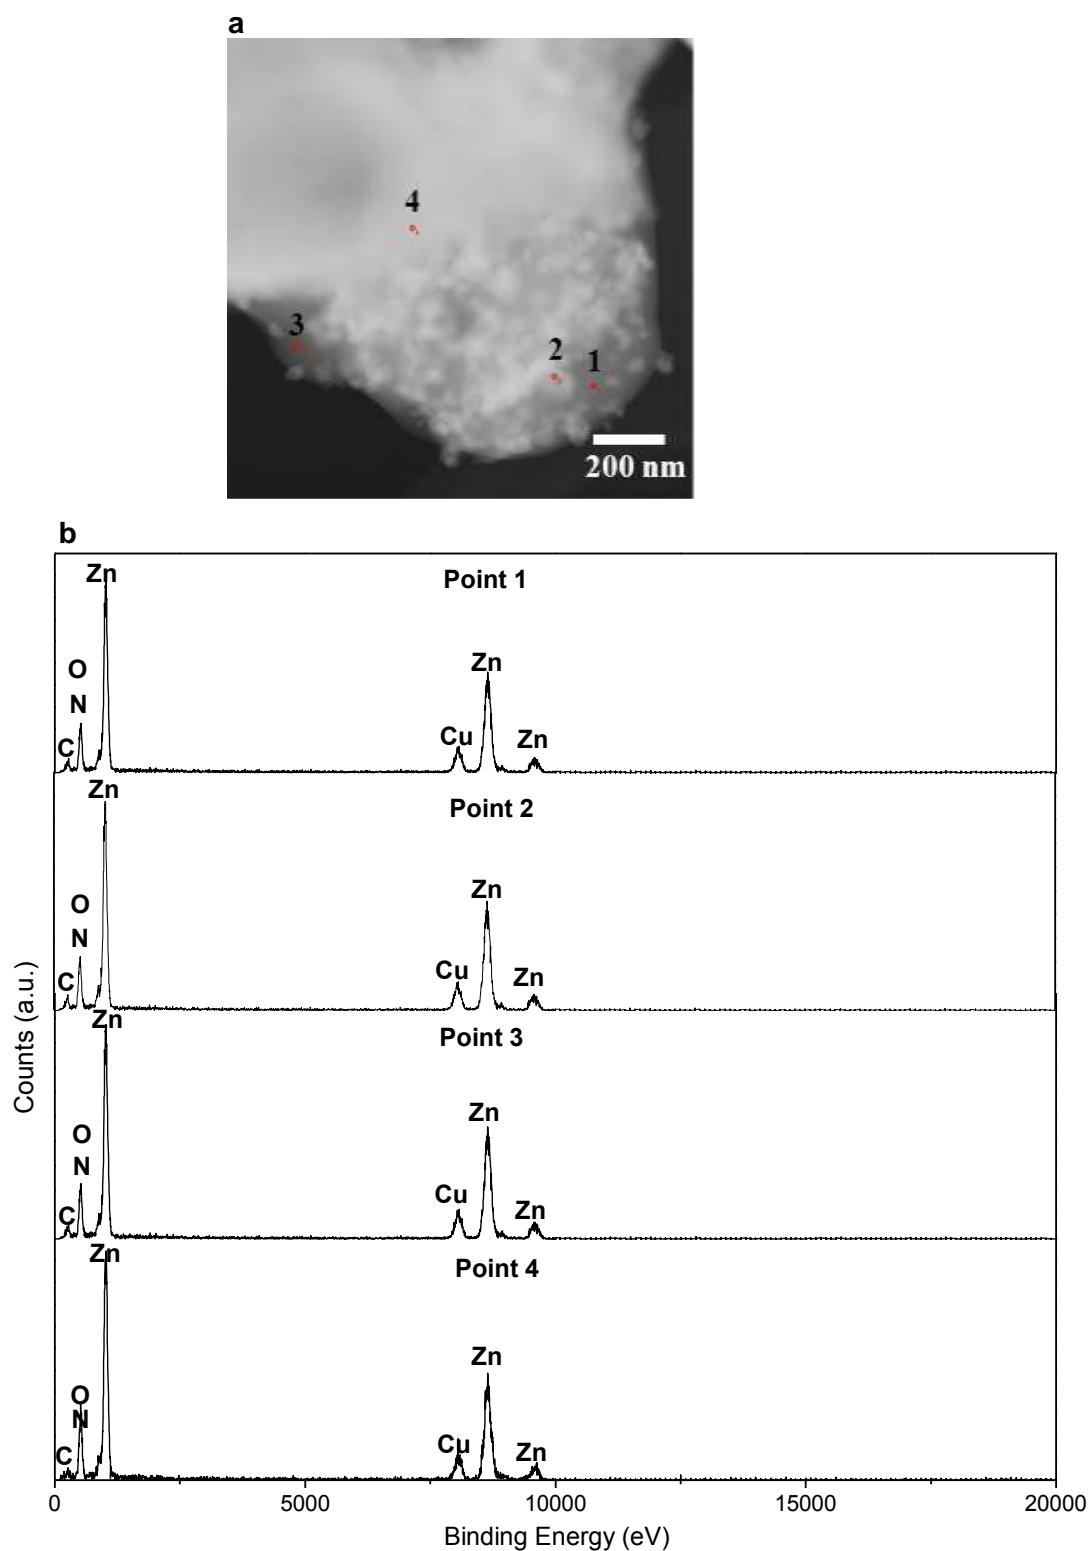 a
4
3
2
1
200 nm
b
Zn
Point 1
O
Zn
N
Cu
Zn
C
Zn
Point 2
Zn
O
N
Cu
Zn
C
Zn
Point 3
Zn
O
N
Cu
Zn
C
Zn
Point 4
Zn
O
N
Cu
Zn
C
Counts (a.u.)
0 5000 10000 15000 20000
Binding Energy (eV)